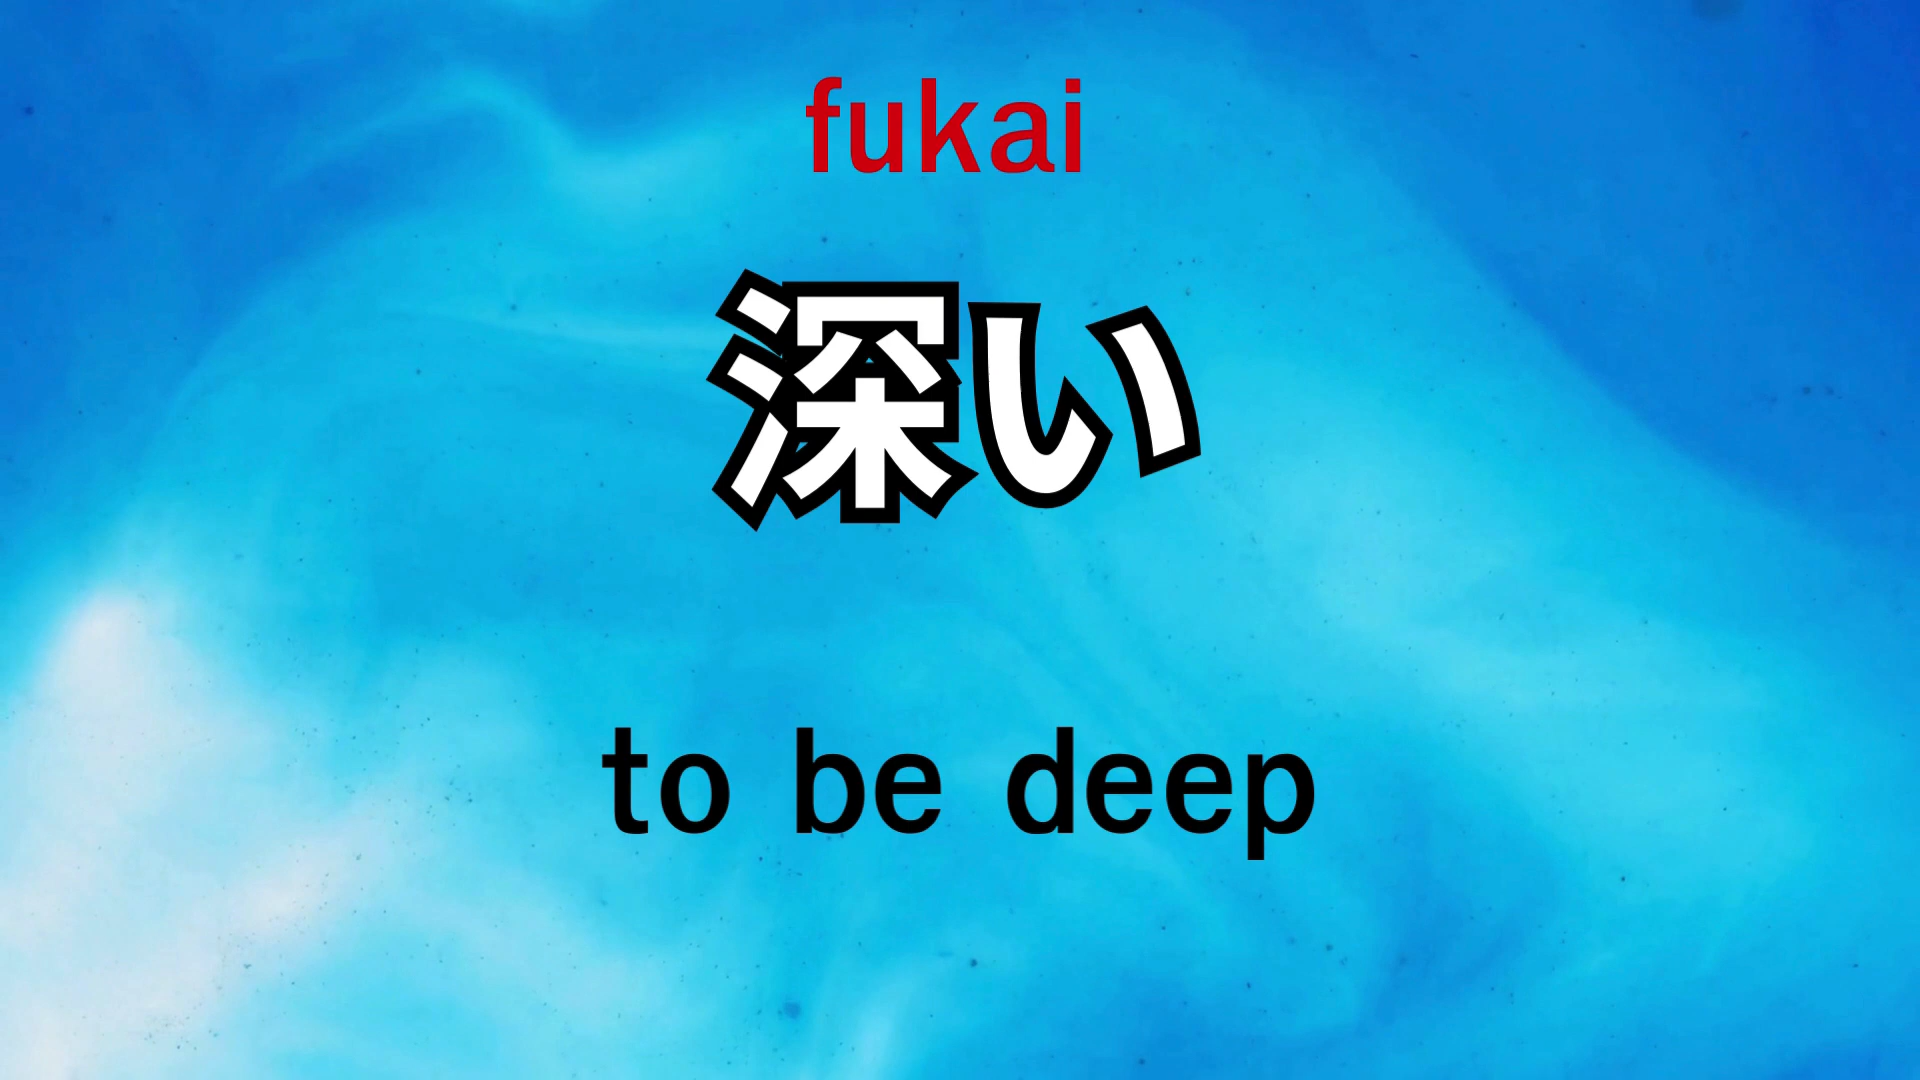 fukai
深い
to be deep